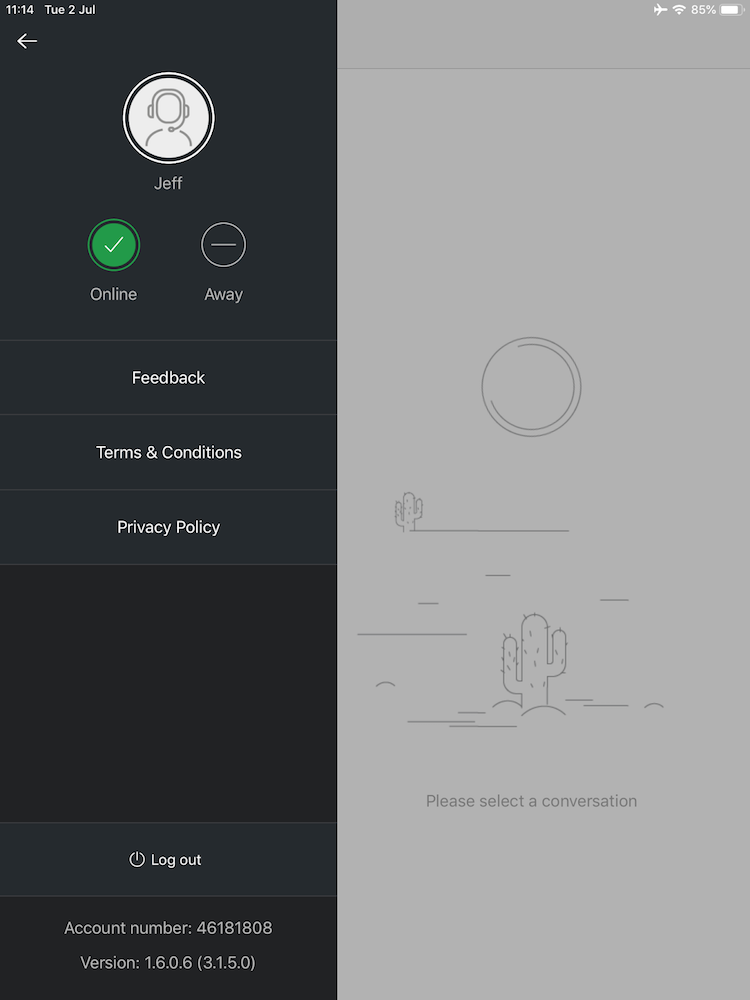 11:14 Tue 2 Jul 85%
Jeff
Online Away
Feedback
Terms & Conditions
Privacy Policy
Please select a conversation
Log out
Account number: 46181808
Version: 1.6.0.6 (3.1.5.0)